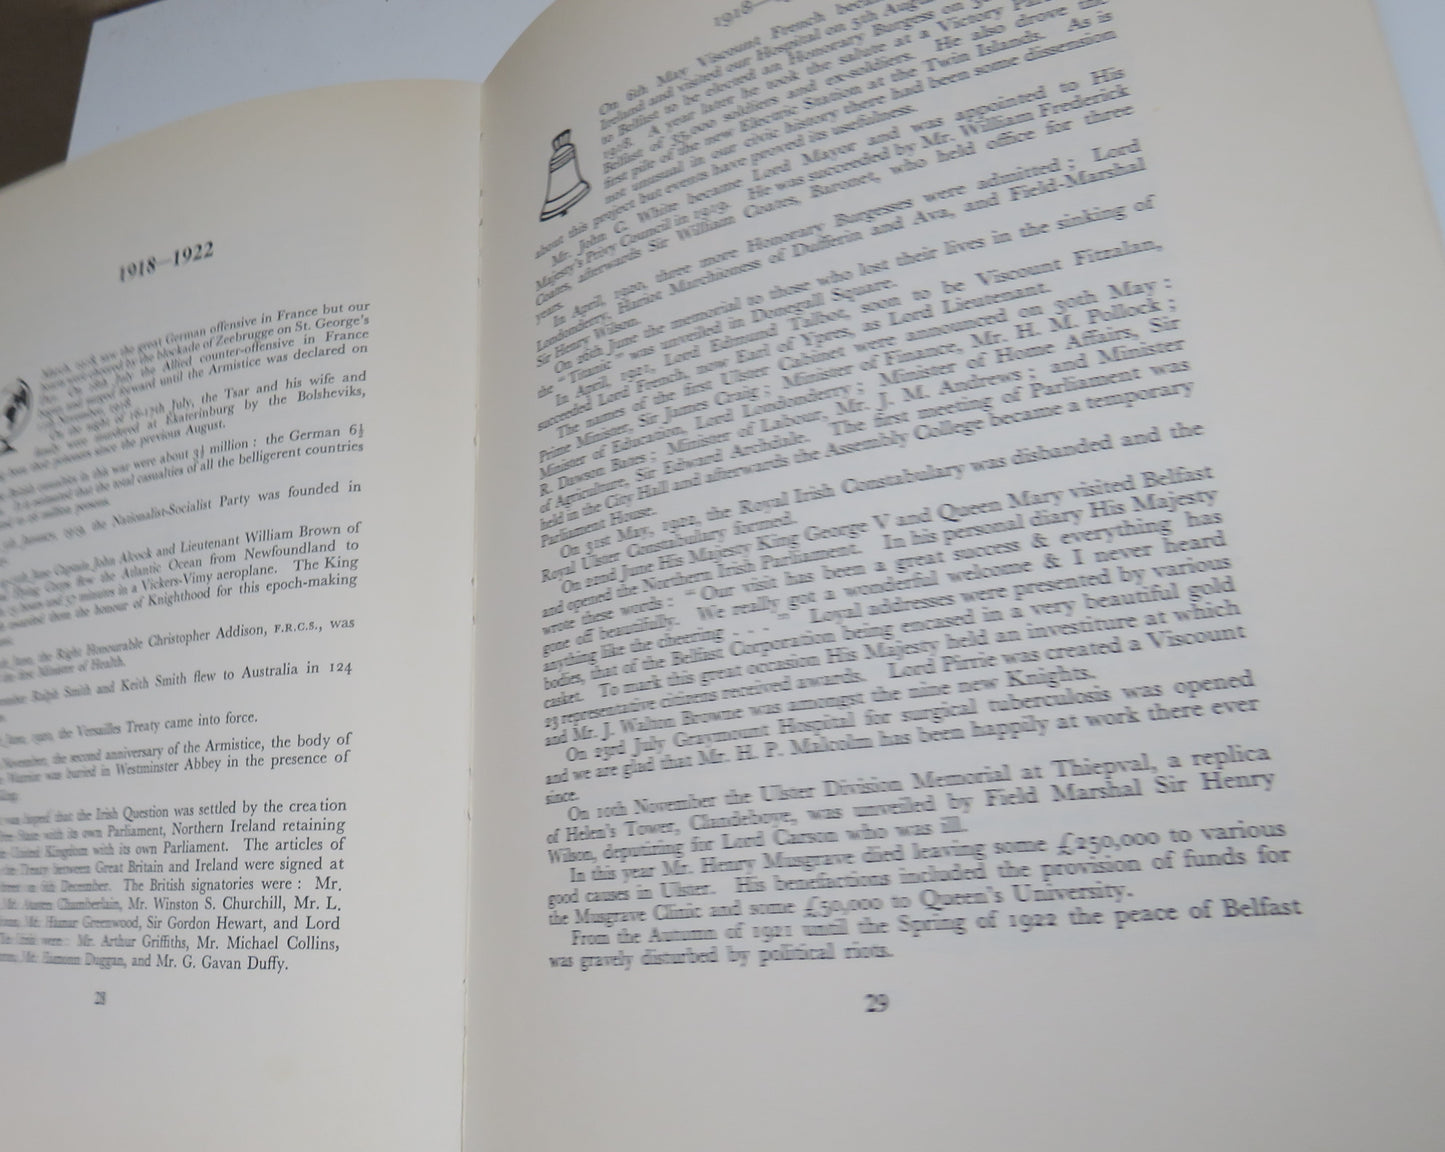 1918—1922
March, 1918 saw the great German offensive in France but our
were cheered by the blockade of Zeebrugge on St. George's
Day. On 18th July, the Allied counter-offensive in France
began and surged forward until the Armistice was declared on
11th November, 1918.
On the night of 16-17th July, the Tsar and his wife and
family were murdered at Ekaterinburg by the Bolsheviks,
been their prisoners since the previous August.
British casualties in this war were about 3½ million : the German 6½
It is estimated that the total casualties of all the belligerent countries
million persons.
5th January, 1919, the Nationalist-Socialist Party was founded in
June Captain John Alcock and Lieutenant William Brown of
Flying Corps flew the Atlantic Ocean from Newfoundland to
hours and 57 minutes in a Vickers-Vimy aeroplane. The King
awarded them the honour of Knighthood for this epoch-making
June, the Right Honourable Christopher Addison, F.R.C.S., was
first Minister of Health.
Ralph Smith and Keith Smith flew to Australia in 124
1920, the Versailles Treaty came into force.
November, the second anniversary of the Armistice, the body of
Warrior was buried in Westminster Abbey in the presence of
hoped that the Irish Question was settled by the creation
State with its own Parliament, Northern Ireland retaining
United Kingdom with its own Parliament. The articles of
Treaty between Great Britain and Ireland were signed at
on 6th December. The British signatories were : Mr.
Mr. Austen Chamberlain, Mr. Winston S. Churchill, Mr. L.
Mr. Hamar Greenwood, Sir Gordon Hewart, and Lord
were : Mr. Arthur Griffiths, Mr. Michael Collins,
Mr. Eamonn Duggan, and Mr. G. Gavan Duffy.
28
1918—
On 6th May, Viscount French
Ireland and visited our Hospital on 5th
to Belfast to be elected an Honorary Burgess on
1918. A year later he took the salute at a Victory
Belfast of 35,000 soldiers and ex-soldiers. He also drove the
first pile of the new Electric Station at the Twin Islands. As is
not unusual in our civic history there had been some dissension
about this project but events have proved its usefulness.
Mr. John C. White became Lord Mayor and was appointed to His
Majesty's Privy Council in 1919. He was succeeded by Mr. William Frederick
Coates, afterwards Sir William Coates, Baronet, who held office for three
years.
In April, 1920, three more Honorary Burgesses were admitted : Lord
Londonderry, Hariot Marchioness of Dufferin and Ava, and Field-Marshal
Sir Henry Wilson.
On 26th June the memorial to those who lost their lives in the sinking of
the "Titanic" was unveiled in Donegall Square.
In April, 1921, Lord Edmund Talbot, soon to be Viscount Fitzalan,
succeeded Lord French, now Earl of Ypres, as Lord Lieutenant.
The names of the first Ulster Cabinet were announced on 30th May :
Prime Minister, Sir James Craig ; Minister of Finance, Mr. H. M. Pollock ;
Minister of Education, Lord Londonderry ; Minister of Home Affairs, Sir
R. Dawson Bates ; Minister of Labour, Mr. J. M. Andrews ; and Minister
of Agriculture, Sir Edward Archdale. The first meeting of Parliament was
held in the City Hall and afterwards the Assembly College became a temporary
Parliament House.
On 31st May, 1922, the Royal Irish Constabulary was disbanded and the
Royal Ulster Constabulary formed.
On 22nd June His Majesty King George V and Queen Mary visited Belfast
and opened the Northern Irish Parliament. In his personal diary His Majesty
wrote these words : "Our visit has been a great success & everything has
gone off beautifully. We really got a wonderful welcome & I never heard
anything like the cheering . . . ." Loyal addresses were presented by various
bodies, that of the Belfast Corporation being encased in a very beautiful gold
casket. To mark this great occasion His Majesty held an investiture at which
23 representative citizens received awards. Lord Pirrie was created a Viscount
and Mr. J. Walton Browne was amongst the nine new Knights.
On 23rd July Graymount Hospital for surgical tuberculosis was opened
and we are glad that Mr. H. P. Malcolm has been happily at work there ever
since.
On 10th November the Ulster Division Memorial at Thiepval, a replica
of Helen's Tower, Clandeboye, was unveiled by Field Marshal Sir Henry
Wilson, deputizing for Lord Carson who was ill.
In this year Mr. Henry Musgrave died leaving some £250,000 to various
good causes in Ulster. His benefactions included the provision of funds for
the Musgrave Clinic and some £50,000 to Queen's University.
From the Autumn of 1921 until the Spring of 1922 the peace of Belfast
was gravely disturbed by political riots.
29